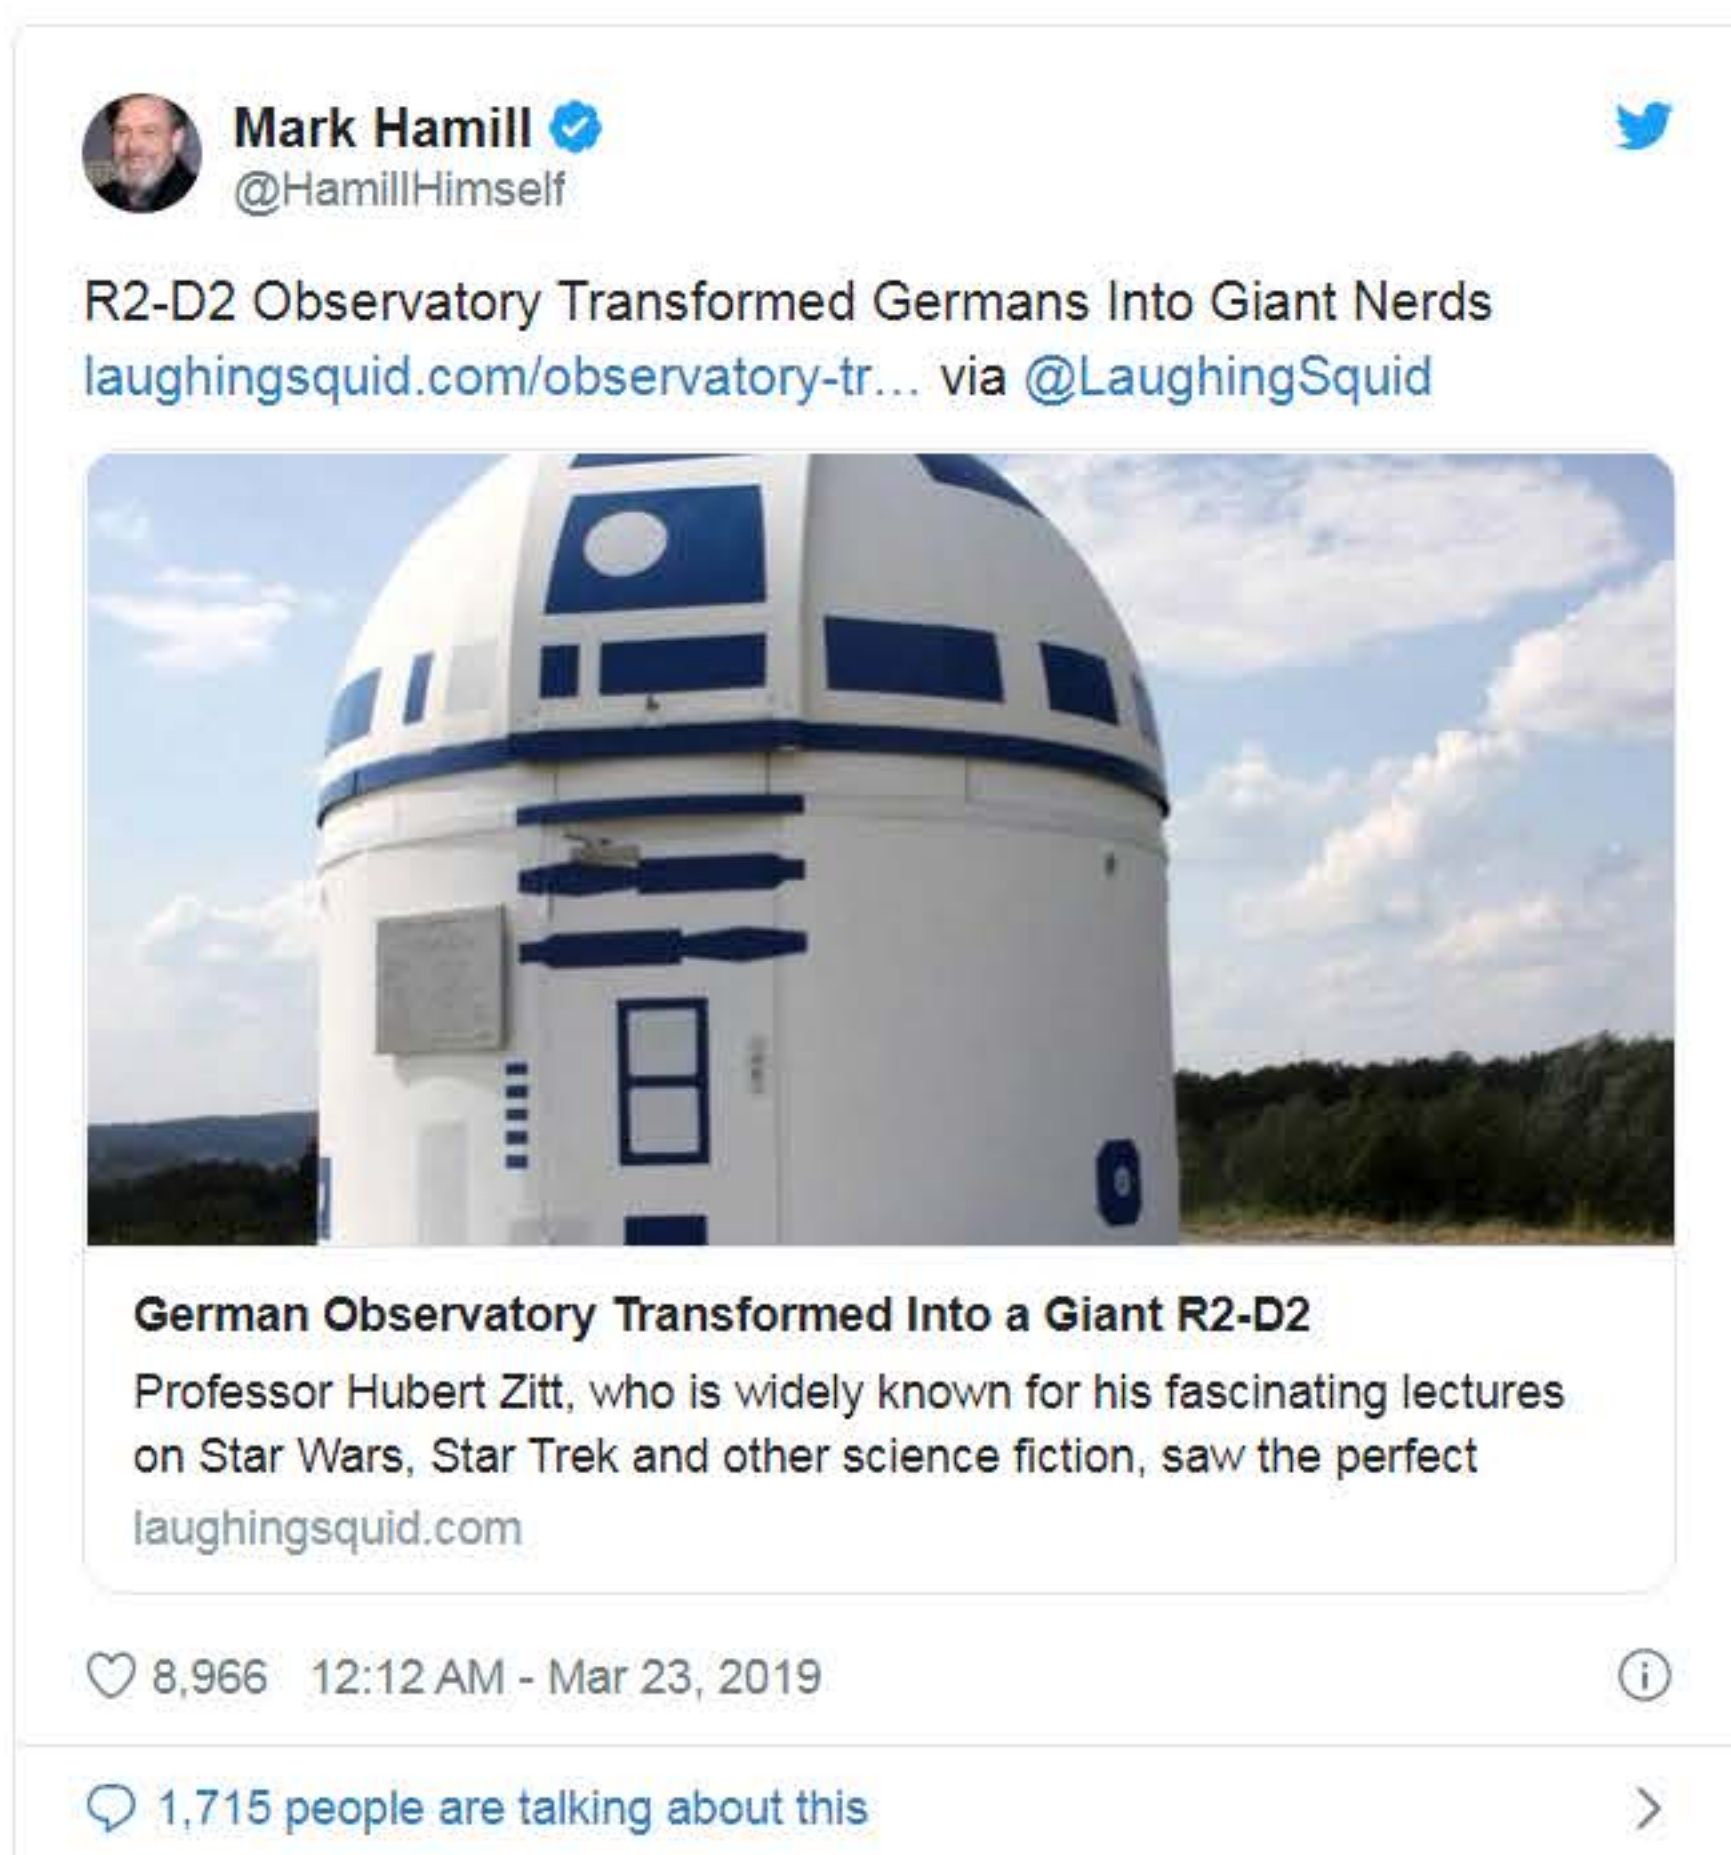 Mark Hamill
@HamillHimself
R2-D2 Observatory Transformed Germans Into Giant Nerds
laughingsquid.com/observatory-tr... via @LaughingSquid
German Observatory Transformed Into a Giant R2-D2
Professor Hubert Zitt, who is widely known for his fascinating lectures
on Star Wars, Star Trek and other science fiction, saw the perfect
laughingsquid.com
8,966 12:12 AM - Mar 23, 2019
1,715 people are talking about this